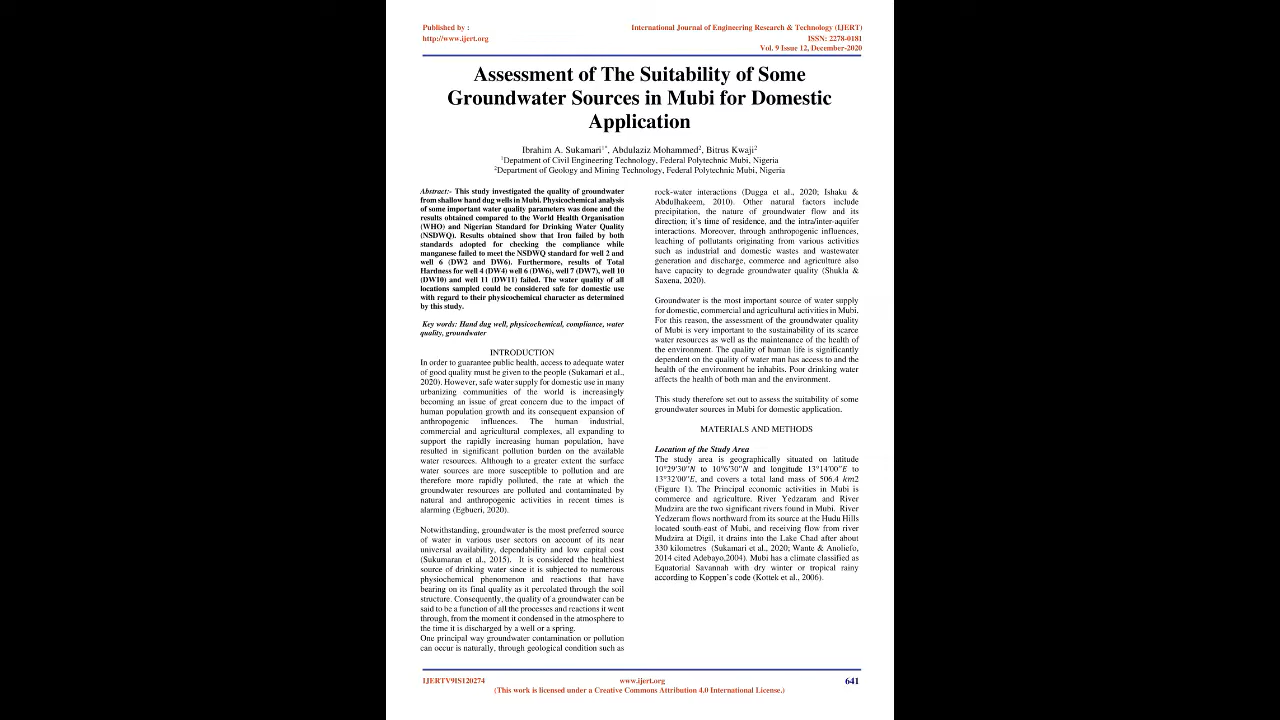 Published by :
http://www.ijert.org
International Journal of Engineering Research & Technology (IJERT)
ISSN: 2278-0181
Vol. 9 Issue 12, December-2020
Assessment of The Suitability of Some
Groundwater Sources in Mubi for Domestic
Application
Ibrahim A. Sukamari1*, Abdulaziz Mohammed2, Bitrus Kwaji2
1Depatment of Civil Engineering Technology, Federal Polytechnic Mubi, Nigeria
2Department of Geology and Mining Technology, Federal Polytechnic Mubi, Nigeria
Abstract:- This study investigated the quality of groundwater
from shallow hand dug wells in Mubi. Physicochemical analysis
of some important water quality parameters was done and the
results obtained compared to the World Health Organisation
(WHO) and Nigerian Standard for Drinking Water Quality
(NSDWQ). Results obtained show that Iron failed by both
standards adopted for checking the compliance while
manganese failed to meet the NSDWQ standard for well 2 and
well 6 (DW2 and DW6). Furthermore, results of Total
Hardness for well 4 (DW4) well 6 (DW6), well 7 (DW7), well 10
(DW10) and well 11 (DW11) failed. The water quality of all
locations sampled could be considered safe for domestic use
with regard to their physicochemical character as determined
by this study.
Key words: Hand dug well, physicochemical, compliance, water
quality, groundwater
INTRODUCTION
In order to guarantee public health, access to adequate water
of good quality must be given to the people (Sukamari et al.,
2020). However, safe water supply for domestic use in many
urbanizing communities of the world is increasingly
becoming an issue of great concern due to the impact of
human population growth and its consequent expansion of
anthropogenic influences. The human industrial,
commercial and agricultural complexes, all expanding to
support the rapidly increasing human population, have
resulted in significant pollution burden on the available
water resources. Although to a greater extent the surface
water sources are more susceptible to pollution and are
therefore more rapidly polluted, the rate at which the
groundwater resources are polluted and contaminated by
natural and anthropogenic activities in recent times is
alarming (Egbueri, 2020).
Notwithstanding, groundwater is the most preferred source
of water in various user sectors on account of its near
universal availability, dependability and low capital cost
(Sukumaran et al., 2015). It is considered the healthiest
source of drinking water since it is subjected to numerous
physiochemical phenomenon and reactions that have
bearing on its final quality as it percolated through the soil
structure. Consequently, the quality of a groundwater can be
said to be a function of all the processes and reactions it went
through, from the moment it condensed in the atmosphere to
the time it is discharged by a well or a spring.
One principal way groundwater contamination or pollution
can occur is naturally, through geological condition such as
rock-water interactions (Dugga et al., 2020; Ishaku &
Abdulhakeem, 2010). Other natural factors include
precipitation, the nature of groundwater flow and its
direction; it's time of residence, and the intra/inter-aquifer
interactions. Moreover, through anthropogenic influences,
leaching of pollutants originating from various activities
such as industrial and domestic wastes and wastewater
generation and discharge, commerce and agriculture also
have capacity to degrade groundwater quality (Shukla &
Saxena, 2020).
Groundwater is the most important source of water supply
for domestic, commercial and agricultural activities in Mubi.
For this reason, the assessment of the groundwater quality
of Mubi is very important to the sustainability of its scarce
water resources as well as the maintenance of the health of
the environment. The quality of human life is significantly
dependent on the quality of water man has access to and the
health of the environment he inhabits. Poor drinking water
affects the health of both man and the environment.
This study therefore set out to assess the suitability of some
groundwater sources in Mubi for domestic application.
MATERIALS AND METHODS
Location of the Study Area
The study area is geographically situated on latitude
10°29'30"N to 10°6'30"N and longitude 13°14'00"E to
13°32'00"E, and covers a total land mass of 506.4 km2
(Figure 1). The Principal economic activities in Mubi is
commerce and agriculture. River Yedzaram and River
Mudzira are the two significant rivers found in Mubi. River
Yedzeram flows northward from its source at the Hudu Hills
located south-east of Mubi, and receiving flow from river
Mudzira at Digil, it drains into the Lake Chad after about
330 kilometres (Sukamari et al., 2020; Wante & Anoliefo,
2014 cited Adebayo,2004). Mubi has a climate classified as
Equatorial Savannah with dry winter or tropical rainy
according to Koppen's code (Kottek et al., 2006).
IJERTV9IS120274
www.ijert.org
641
(This work is licensed under a Creative Commons Attribution 4.0 International License.)